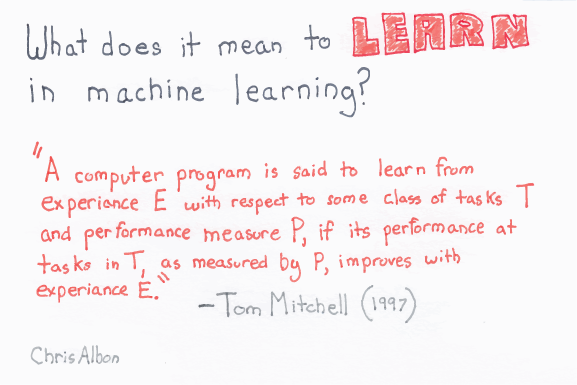 What does it mean to LEARN
in machine learning?
"A computer program is said to learn from
experiance E with respect to some class of tasks T
and performance measure P, if its performance at
tasks in T, as measured by P, improves with
experiance E."
-Tom Mitchell (1997)
Chris Albon